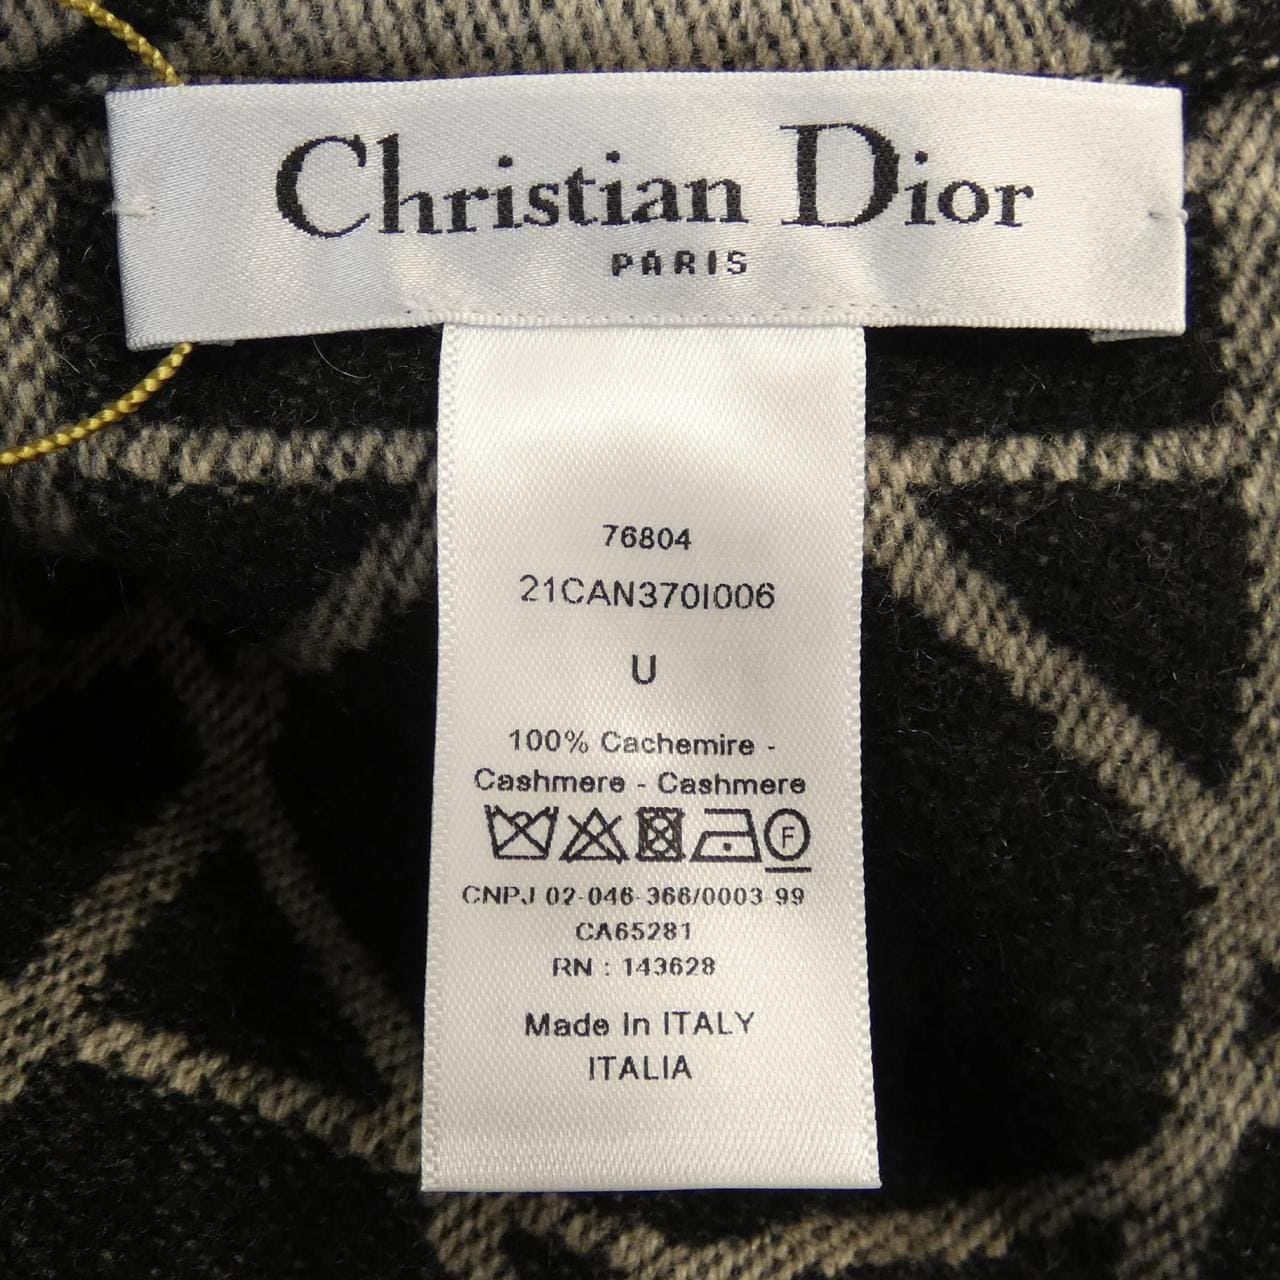 Christian Dior
PARIS
76804
21CAN370I006
U
100% Cachemire -
Cashmere - Cashmere
F
CNPJ 02-046-366/0003-99
CA65281
RN : 143628
Made In ITALY
ITALIA